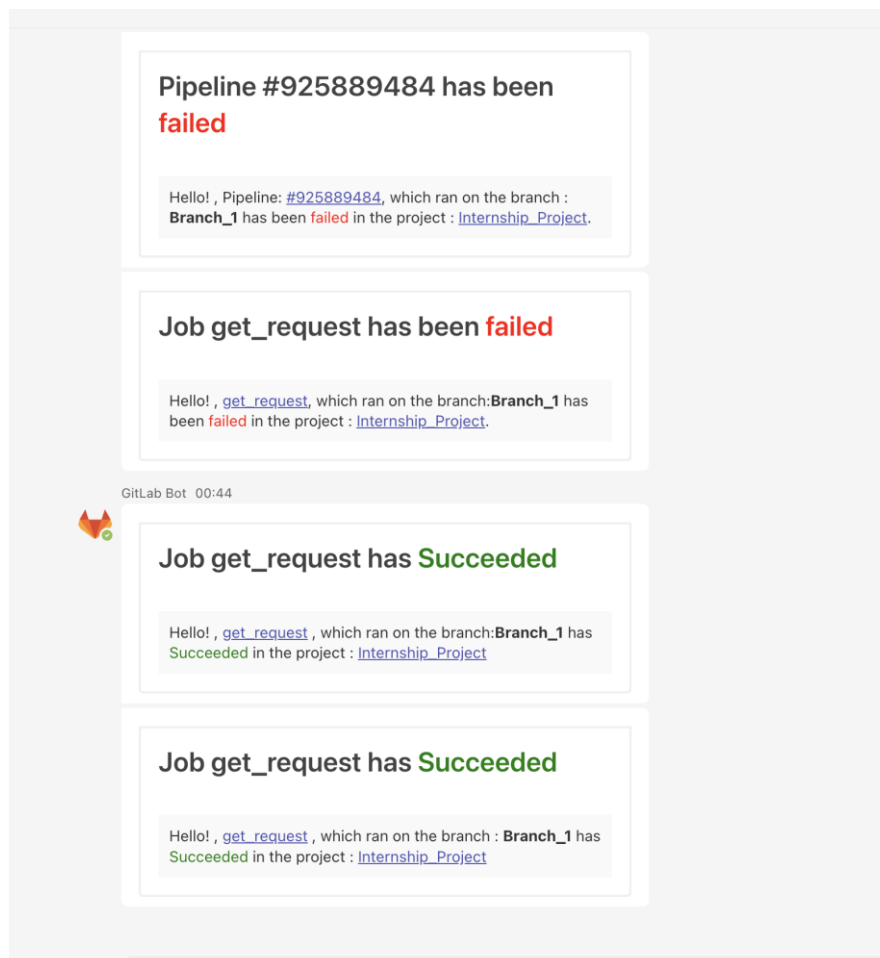 Pipeline #925889484 has been
failed
Hello! , Pipeline: #925889484, which ran on the branch :
Branch_1 has been failed in the project : Internship_Project.
Job get_request has been failed
Hello! , get_request, which ran on the branch:Branch_1 has
been failed in the project : Internship_Project.
GitLab Bot 00:44
Job get_request has Succeeded
Hello! , get_request , which ran on the branch:Branch_1 has
Succeeded in the project : Internship_Project
Job get_request has Succeeded
Hello! , get_request , which ran on the branch : Branch_1 has
Succeeded in the project : Internship_Project